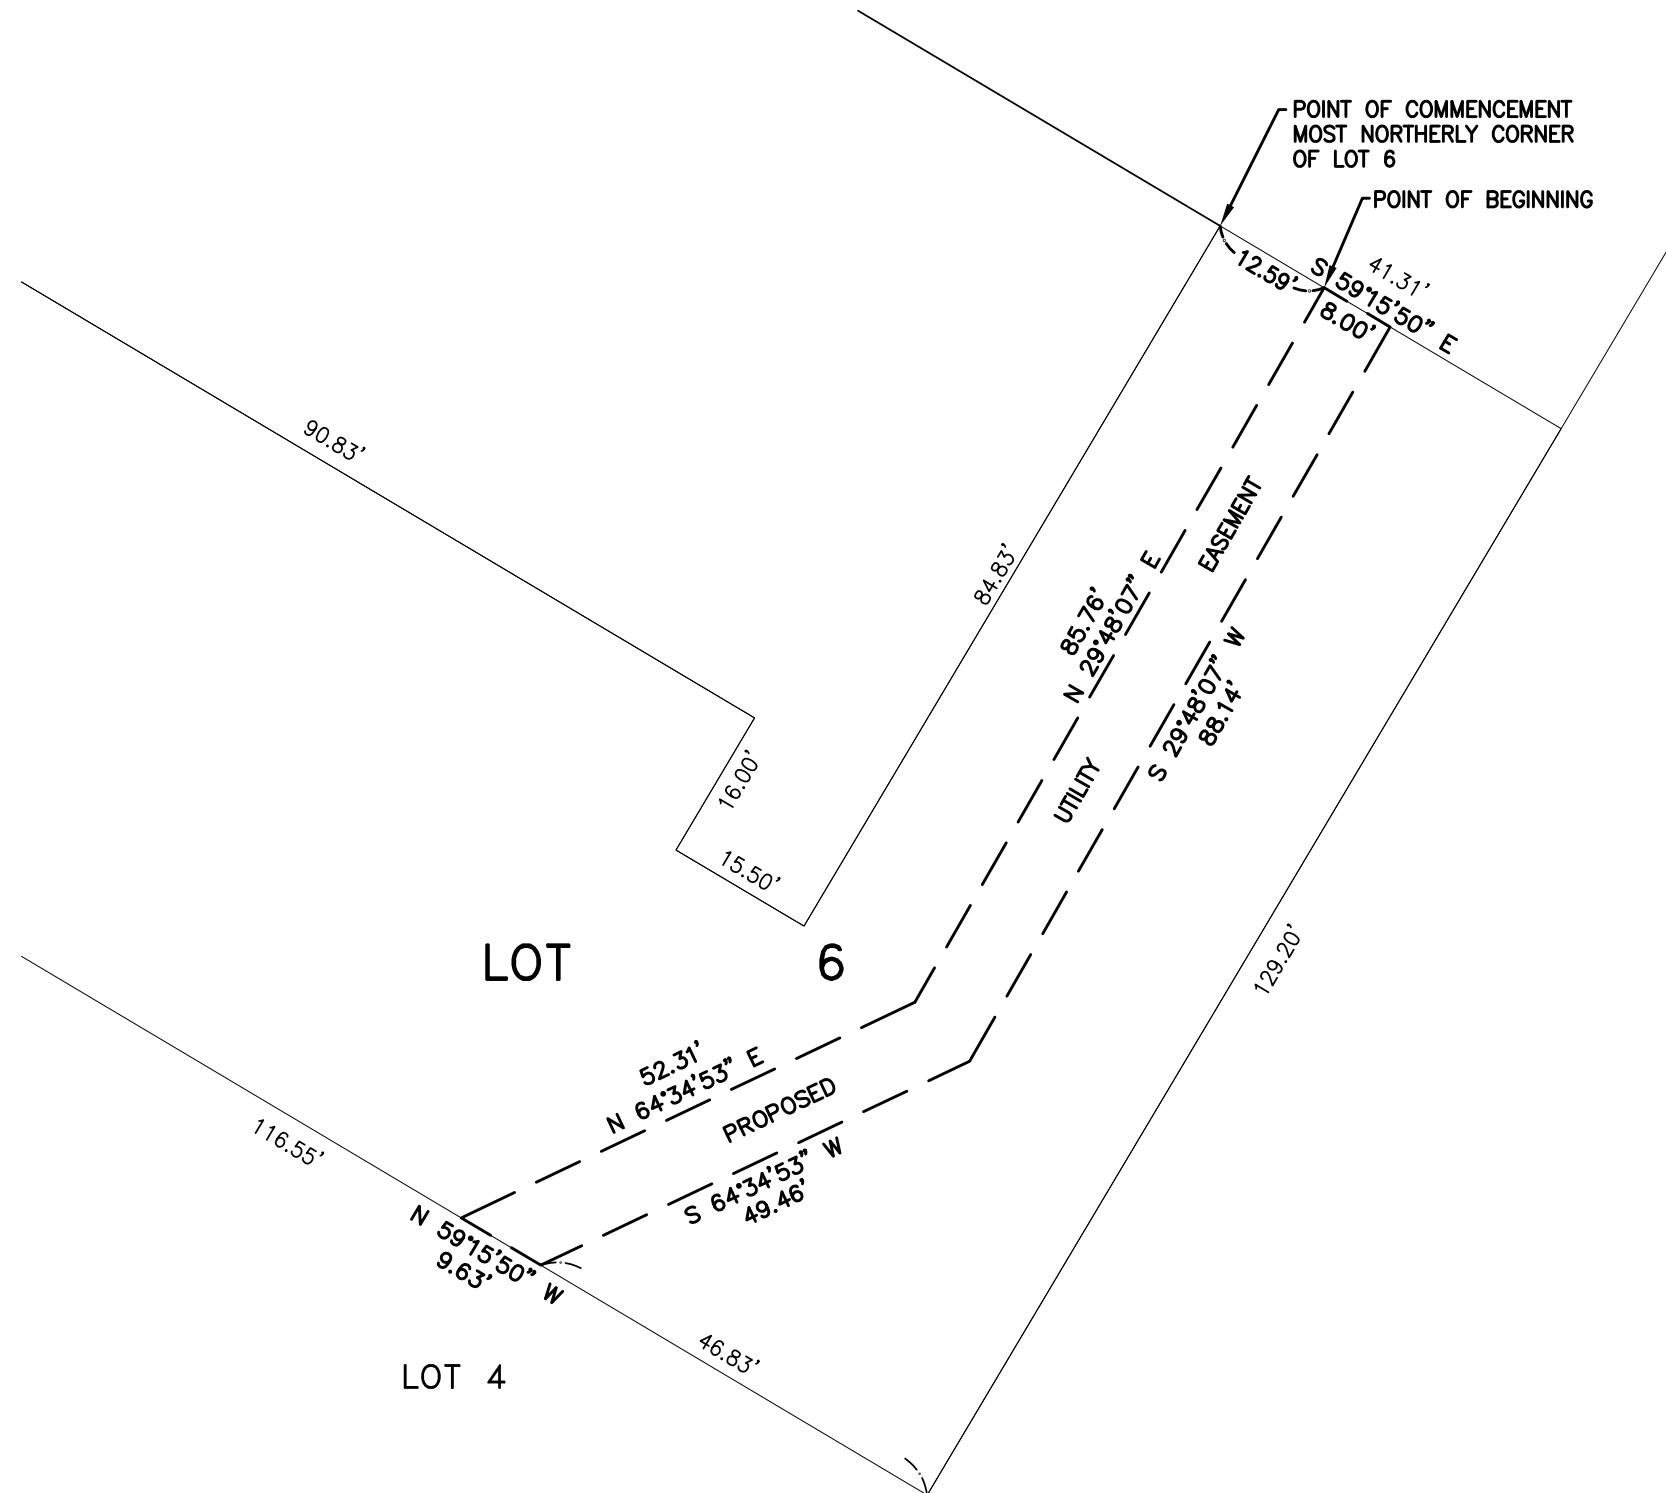 POINT OF COMMENCEMENT
MOST NORTHERLY CORNER
OF LOT 6
POINT OF BEGINNING
12.59'
41.31'
S 59°15'50" E
8.00'
90.83'
EASEMENT
84.83'
85.76'
N 29°48'07" E
S 29°48'07" W
88.14'
UTILITY
16.00'
15.50'
LOT 6
129.20'
52.31'
N 64°34'53" E
PROPOSED
S 64°34'53" W
49.46'
116.55'
N 59°15'50" W
9.63'
46.83'
LOT 4